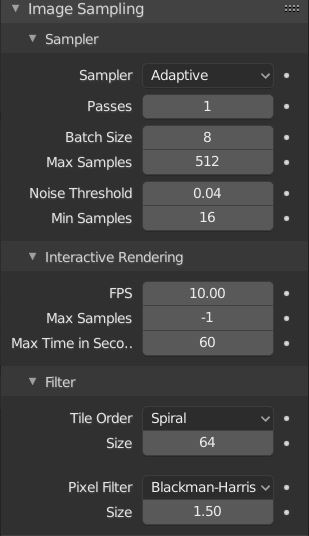 Image Sampling
Sampler
Sampler Adaptive
Passes 1
Batch Size 8
Max Samples 512
Noise Threshold 0.04
Min Samples 16
Interactive Rendering
FPS 10.00
Max Samples -1
Max Time in Seco.. 60
Filter
Tile Order Spiral
Size 64
Pixel Filter Blackman-Harris
Size 1.50